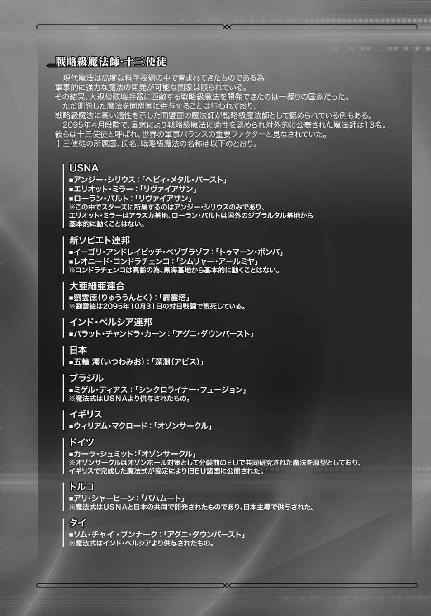 戦略級魔法師・十三使徒
現代魔法は高度な科学技術の中で育まれてきたものである為、
軍事的に強力な魔法の開発が可能な国家は限られている。
その結果、大規模破壊兵器に匹敵する戦略級魔法を開発できたのは一握りの国家だった。
ただ開発した魔法を同盟国に供与することは行われており、
戦略級魔法に高い適性を示した同盟国の魔法師が戦略級魔法師として認められている例もある。
2095年4月段階で、国家により戦略級魔法に適性を認められ対外的に公表された魔法師は13名。
彼らは十三使徒と呼ばれ、世界の軍事バランスの重要ファクターと見なされていた。
十三使徒の所属国、氏名、戦略級魔法の名称は以下のとおり。
USNA
■アンジー・シリウス：「ヘビィ・メタル・バースト」
■エリオット・ミラー：「リヴァイアサン」
■ローラン・バルト：「リヴァイアサン」
※この中でスターズに所属するのはアンジー・シリウスのみであり、
エリオット・ミラーはアラスカ基地、ローラン・バルトは国外のジブラルタル基地から
基本的に動くことはない。
新ソビエト連邦
■イーゴリ・アンドレイビッチ・ベゾブラゾフ：「トゥマーン・ボンバ」
■レオニード・コンドラチェンコ：「シムリャー・アールミヤ」
※コンドラチェンコは高齢の為、黒海基地から基本的に動くことはない。
大亜細亜連合
■劉雲徳（りゅううんとく）：「霹靂塔」
※劉雲徳は2095年10月31日の対日戦闘で戦死している。
インド・ペルシア連邦
■バラット・チャンドラ・カーン：「アグニ・ダウンバースト」
日本
■五輪 澪（いつわみお）：「深淵（アビス）」
ブラジル
■ミゲル・ディアス：「シンクロライナー・フュージョン」
※魔法式はUSNAより供与されたもの。
イギリス
■ウィリアム・マクロード：「オゾンサークル」
ドイツ
■カーラ・シュミット：「オゾンサークル」
※オゾンサークルはオゾンホール対策として分裂前のEUで共同研究された魔法を原型としており、
イギリスで完成した魔法式が協定により旧EU諸国に公開された。
トルコ
■アリ・シャーヒーン：「バハムート」
※魔法式はUSNAと日本の共同で開発されたものであり、日本主導で供与された。
タイ
■ソム・チャイ・ブンナーク：「アグニ・ダウンバースト」
※魔法式はインド・ペルシアより供与されたもの。